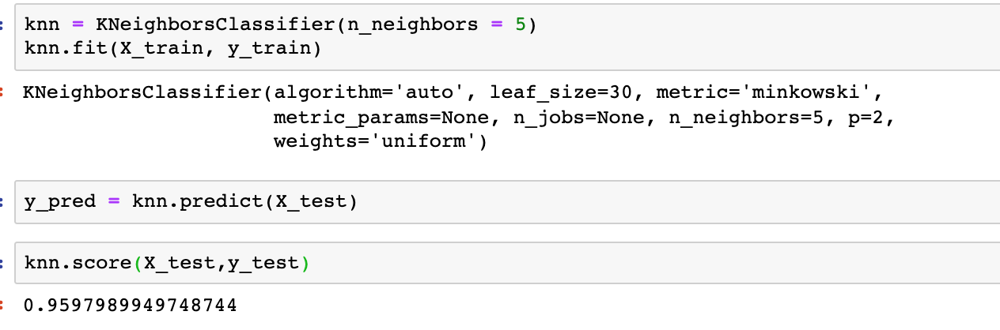 knn = KNeighborsClassifier(n_neighbors = 5)
knn.fit(X_train, y_train)
KNeighborsClassifier(algorithm='auto', leaf_size=30, metric='minkowski',
metric_params=None, n_jobs=None, n_neighbors=5, p=2,
weights='uniform')
y_pred = knn.predict(X_test)
knn.score(X_test,y_test)
0.9597989949748744